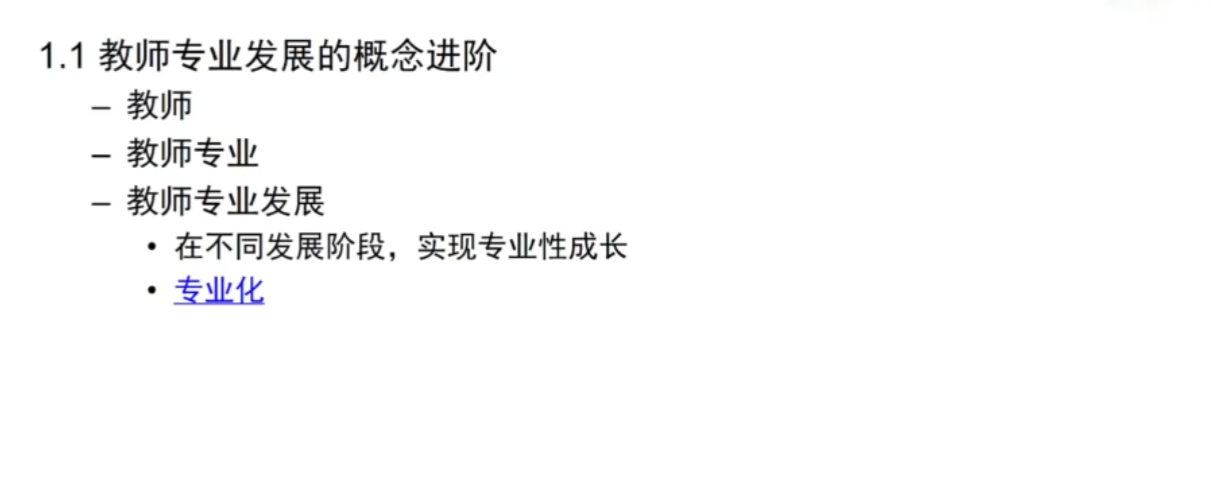 1.1 教师专业发展的概念进阶
– 教师
– 教师专业
– 教师专业发展
• 在不同发展阶段，实现专业性成长
• 专业化